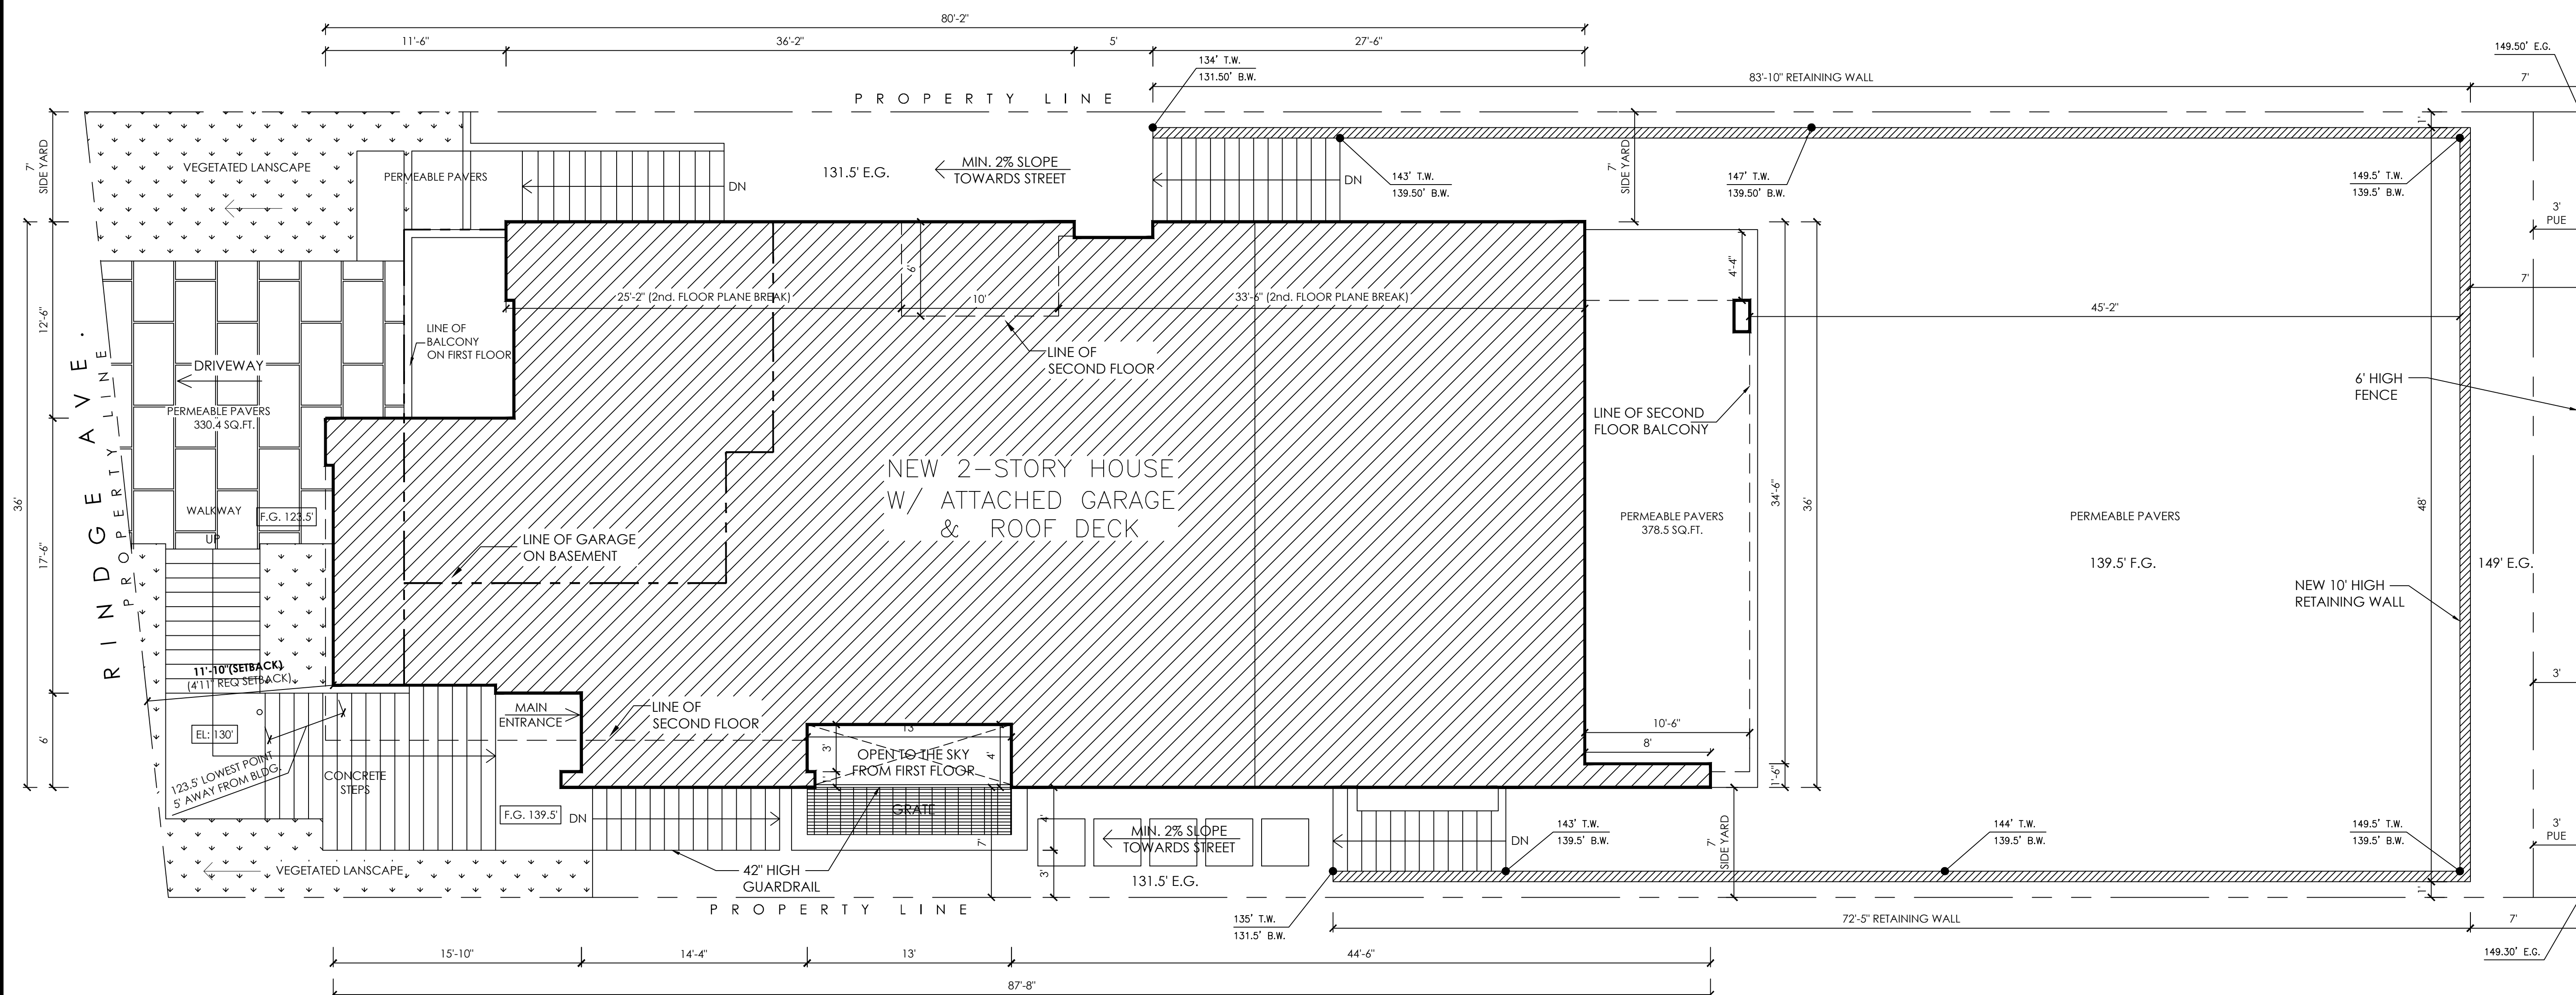 80'-2"
11'-6"
36'-2"
5'
27'-6"
149.50' E.G.
134' T.W.
131.50' B.W.
83'-10" RETAINING WALL
7'
PROPERTY LINE
1'
7'
SIDE YARD
VEGETATED LANSCAPE
PERMEABLE PAVERS
DN
131.5' E.G.
MIN. 2% SLOPE
TOWARDS STREET
DN
143' T.W.
139.50' B.W.
7'
SIDE YARD
147' T.W.
139.50' B.W.
149.5' T.W.
139.5' B.W.
3'
PUE
6'
4'-4"
25'-2" (2nd. FLOOR PLANE BREAK)
10'
33'-6" (2nd. FLOOR PLANE BREAK)
7'
45'-2"
12'-6"
LINE OF
BALCONY
ON FIRST FLOOR
LINE OF
SECOND FLOOR
DRIVEWAY
PERMEABLE PAVERS
330.4 SQ.FT.
6' HIGH
FENCE
LINE OF SECOND
FLOOR BALCONY
RINDGE AVE.
PROPERTY LINE
NEW 2-STORY HOUSE
W/ ATTACHED GARAGE
& ROOF DECK
36'
WALKWAY
F.G. 123.5'
UP
17'-6"
LINE OF GARAGE
ON BASEMENT
PERMEABLE PAVERS
378.5 SQ.FT.
34'-6"
36'
PERMEABLE PAVERS
139.5' F.G.
48'
149' E.G.
NEW 10' HIGH
RETAINING WALL
11'-10"(SETBACK)
(4'11" REQ SETBACK)
3'
MAIN
ENTRANCE
LINE OF
SECOND FLOOR
EL: 130'
13'
3'
4'
1'
OPEN TO THE SKY
FROM FIRST FLOOR
10'-6"
8'
1'-6"
6'
123.5' LOWEST POINT
5' AWAY FROM BLDG.
CONCRETE
STEPS
F.G. 139.5'
DN
GRATE
4'
7'
3'
MIN. 2% SLOPE
TOWARDS STREET
131.5' E.G.
DN
143' T.W.
139.5' B.W.
7'
SIDE YARD
144' T.W.
139.5' B.W.
149.5' T.W.
139.5' B.W.
3'
PUE
1'
VEGETATED LANSCAPE
42" HIGH
GUARDRAIL
PROPERTY LINE
135' T.W.
131.5' B.W.
72'-5" RETAINING WALL
7'
149.30' E.G.
15'-10"
14'-4"
13'
44'-6"
87'-8"